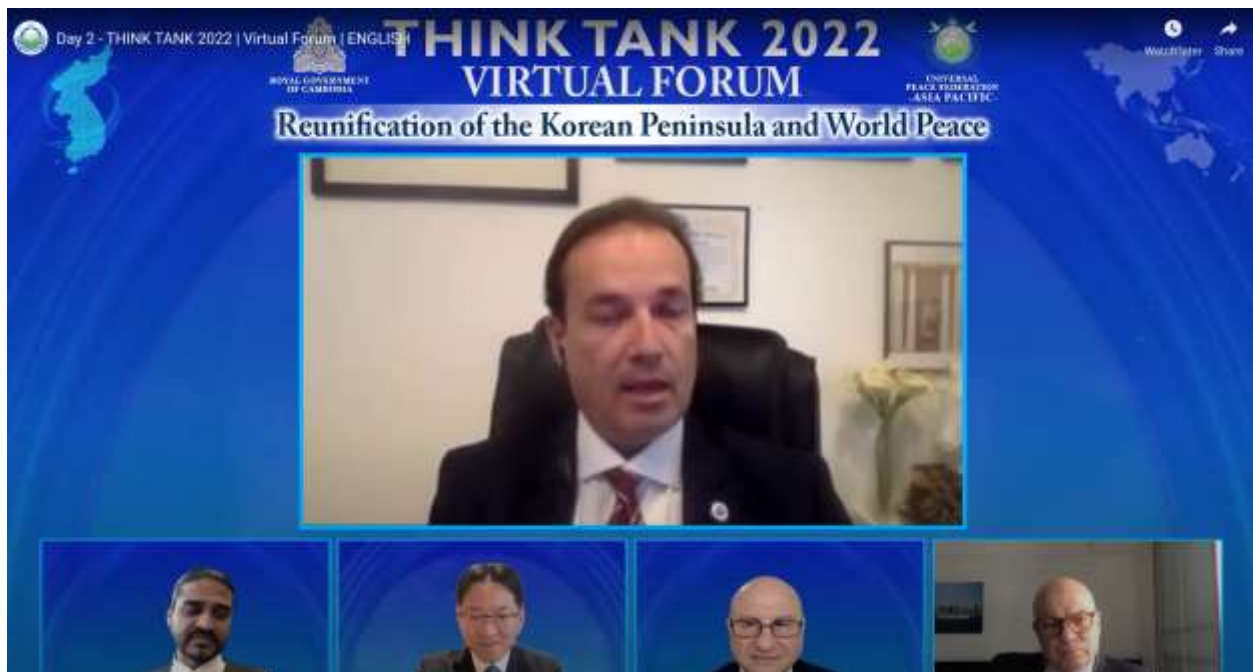 Day 2 - THINK TANK 2022 | Virtual Forum | ENGLISH
THINK TANK 2022
VIRTUAL FORUM
ROYAL GOVERNMENT
OF CAMBODIA
UNIVERSAL
PEACE FEDERATION
-ASIA PACIFIC-
Watch later
Share
Reunification of the Korean Peninsula and World Peace